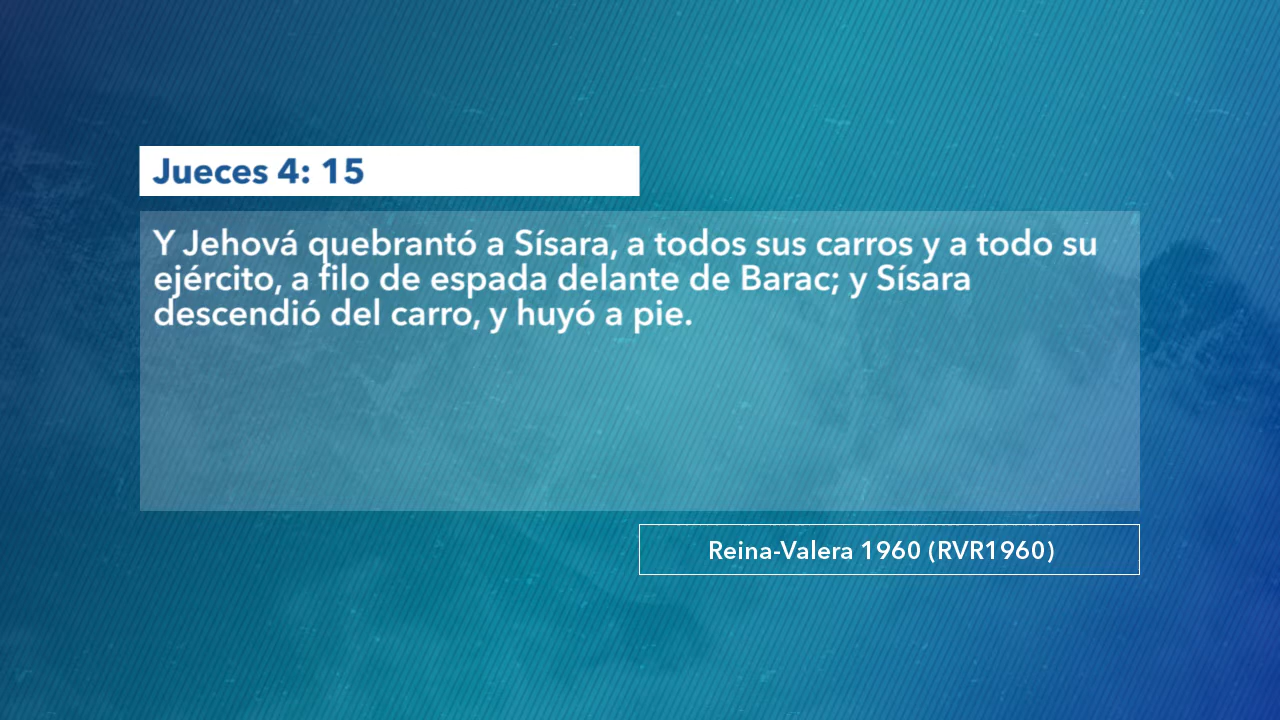 Jueces 4: 15
Y Jehová quebrantó a Sísara, a todos sus carros y a todo su
ejército, a filo de espada delante de Barac; y Sísara
descendió del carro, y huyó a pie.
Reina-Valera 1960 (RVR1960)